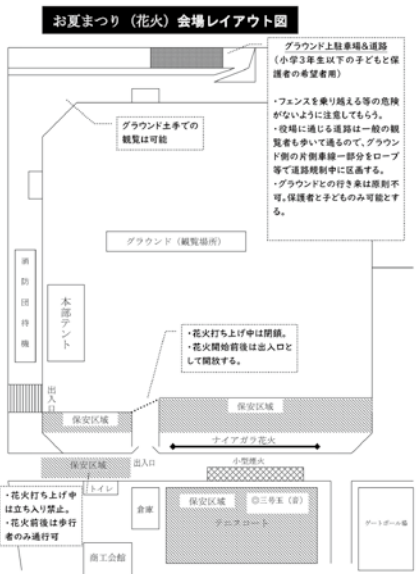 お夏まつり（花火）会場レイアウト図
グラウンド上駐車場&道路
（小学3年生以下の子どもと保
護者の希望者用）
・フェンスを乗り越える等の危険
がないように注意してもらう。
・役場に通じる道路は一般の観
覧者も歩いて通るので、グラウン
ド側の片側車線一部分をロープ
等で道路規制中に区画する。
・グラウンドとの行き来は原則不
可。保護者と子どものみ可能とす
る。
グラウンド土手での
観覧は可能
グラウンド（観覧場所）
消防団待機
本部テント
・花火打ち上げ中は閉鎖。
・花火開始前後は出入口と
して開放する。
出入口
保安区域
保安区域
ナイアガラ花火
保安区域
出入口
小型煙火
・花火打ち上げ中
は立ち入り禁止。
・花火前後は歩行
者のみ通行可
トイレ
倉庫
保安区域
◎三号玉（音）
テニスコート
ゲートボール場
商工会館